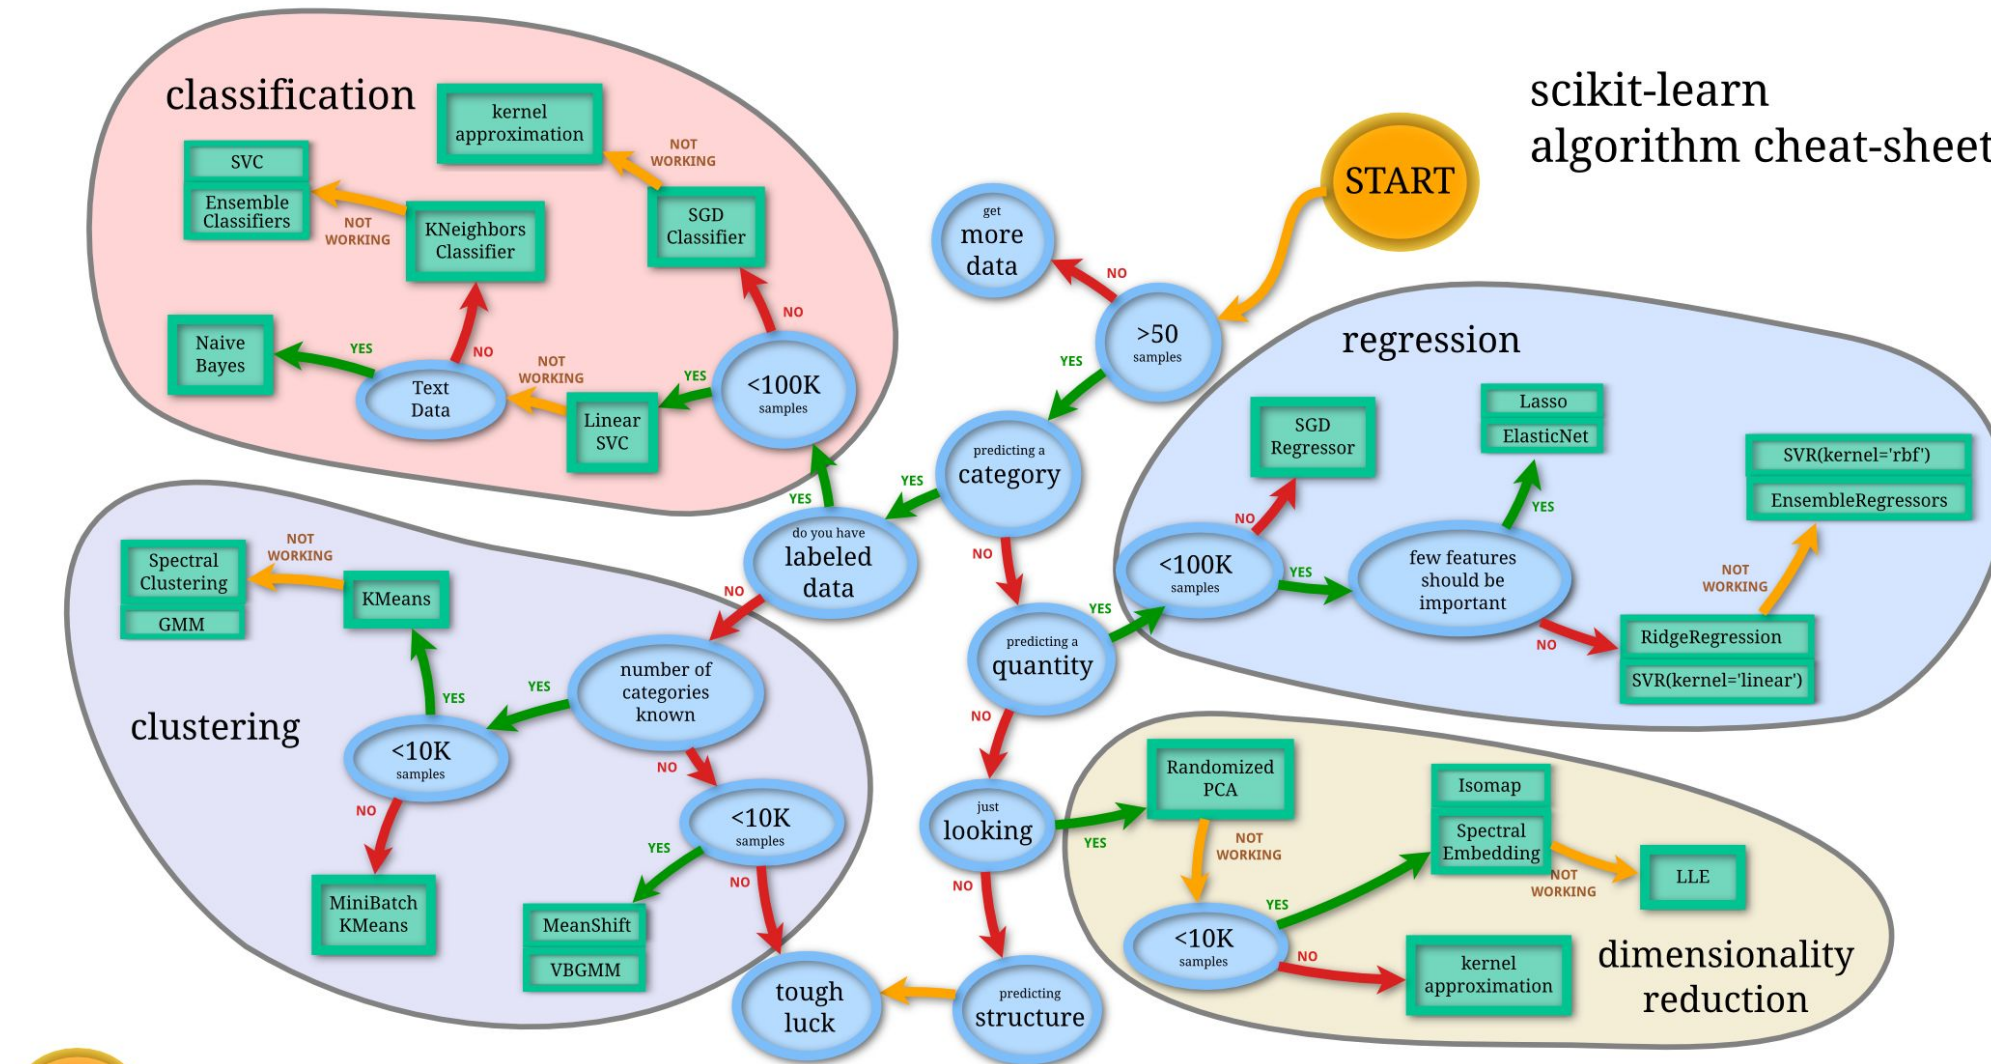 scikit-learn
algorithm cheat-sheet
START
get
more
data
NO
>50
samples
YES
predicting a
category
YES
NO
do you have
labeled
data
YES
NO
predicting a
quantity
YES
NO
just
looking
YES
NO
predicting
structure
tough
luck
classification
kernel
approximation
NOT
WORKING
SVC
Ensemble
Classifiers
NOT
WORKING
KNeighbors
Classifier
SGD
Classifier
NO
Naive
Bayes
YES
NO
Text
Data
NOT
WORKING
Linear
SVC
YES
<100K
samples
regression
SGD
Regressor
Lasso
ElasticNet
SVR(kernel='rbf')
EnsembleRegressors
NO
YES
<100K
samples
YES
few features
should be
important
NOT
WORKING
NO
RidgeRegression
SVR(kernel='linear')
clustering
Spectral
Clustering
GMM
NOT
WORKING
KMeans
YES
number of
categories
known
YES
NO
<10K
samples
NO
MiniBatch
KMeans
<10K
samples
YES
NO
MeanShift
VBGMM
dimensionality
reduction
Randomized
PCA
NOT
WORKING
Isomap
Spectral
Embedding
NOT
WORKING
LLE
YES
<10K
samples
NO
kernel
approximation